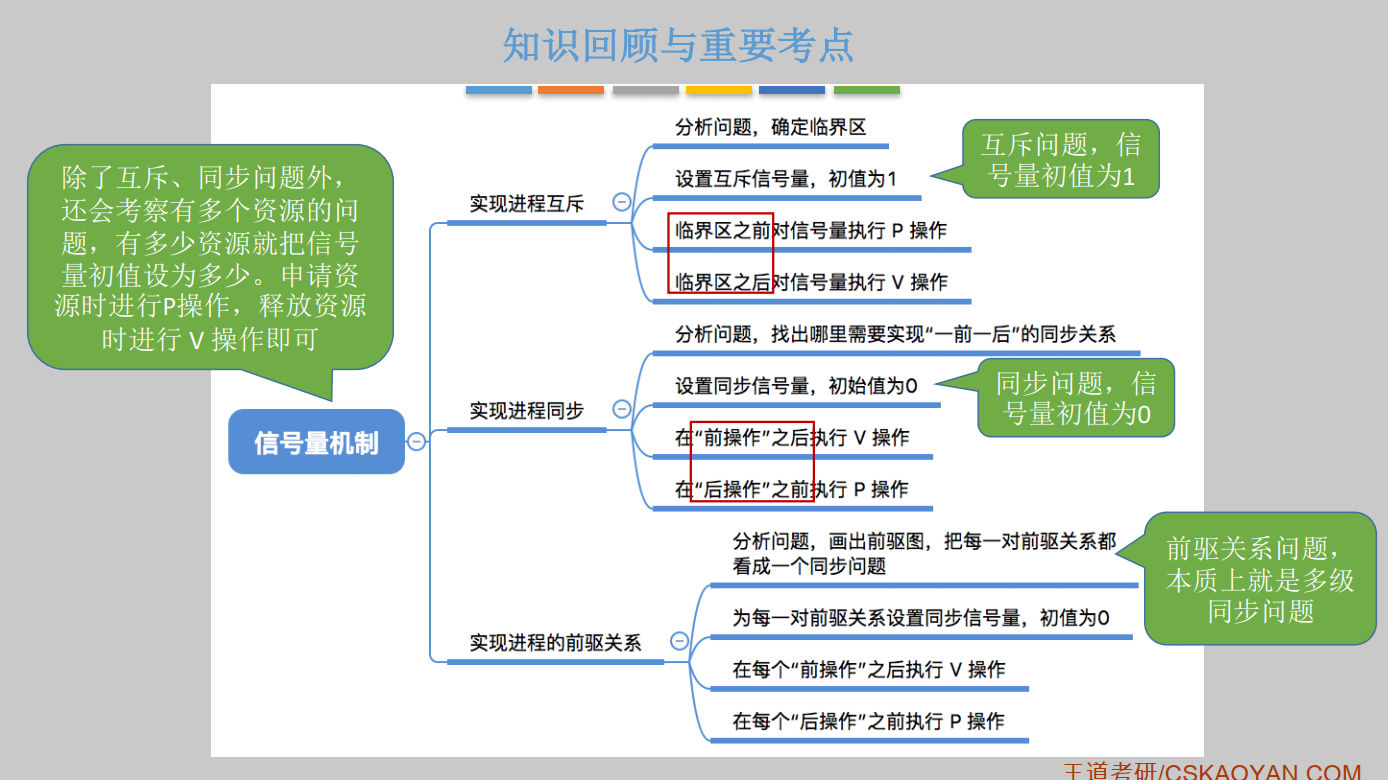 知识回顾与重要考点
除了互斥、同步问题外，
还会考察有多个资源的问
题，有多少资源就把信号
量初值设为多少。申请资
源时进行P操作，释放资源
时进行 V 操作即可
信号量机制
实现进程互斥
分析问题，确定临界区
设置互斥信号量，初值为1
互斥问题，信
号量初值为1
临界区之前对信号量执行 P 操作
临界区之后对信号量执行 V 操作
实现进程同步
分析问题，找出哪里需要实现“一前一后”的同步关系
设置同步信号量，初始值为0
同步问题，信
号量初值为0
在“前操作”之后执行 V 操作
在“后操作”之前执行 P 操作
实现进程的前驱关系
分析问题，画出前驱图，把每一对前驱关系都
看成一个同步问题
前驱关系问题，
本质上就是多级
同步问题
为每一对前驱关系设置同步信号量，初值为0
在每个“前操作”之后执行 V 操作
在每个“后操作”之前执行 P 操作
王道考研/CSKAOYAN.COM